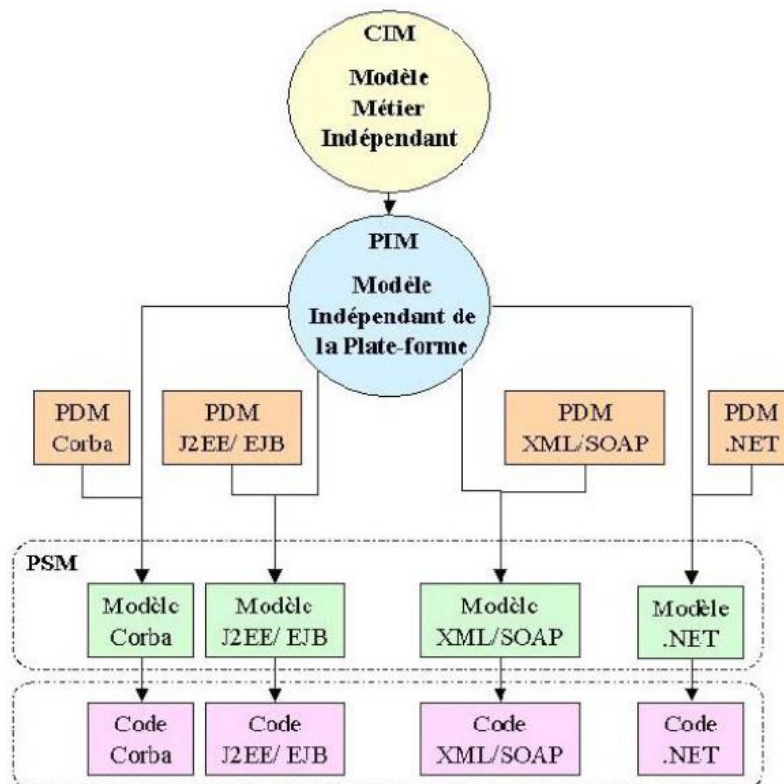 CIM
Modèle
Métier
Indépendant
PIM
Modèle
Indépendant de
la Plate-forme
PDM
Corba
PDM
J2EE/ EJB
PDM
XML/SOAP
PDM
.NET
PSM
Modèle
Corba
Modèle
J2EE/ EJB
Modèle
XML/SOAP
Modèle
.NET
Code
Corba
Code
J2EE/ EJB
Code
XML/SOAP
Code
.NET